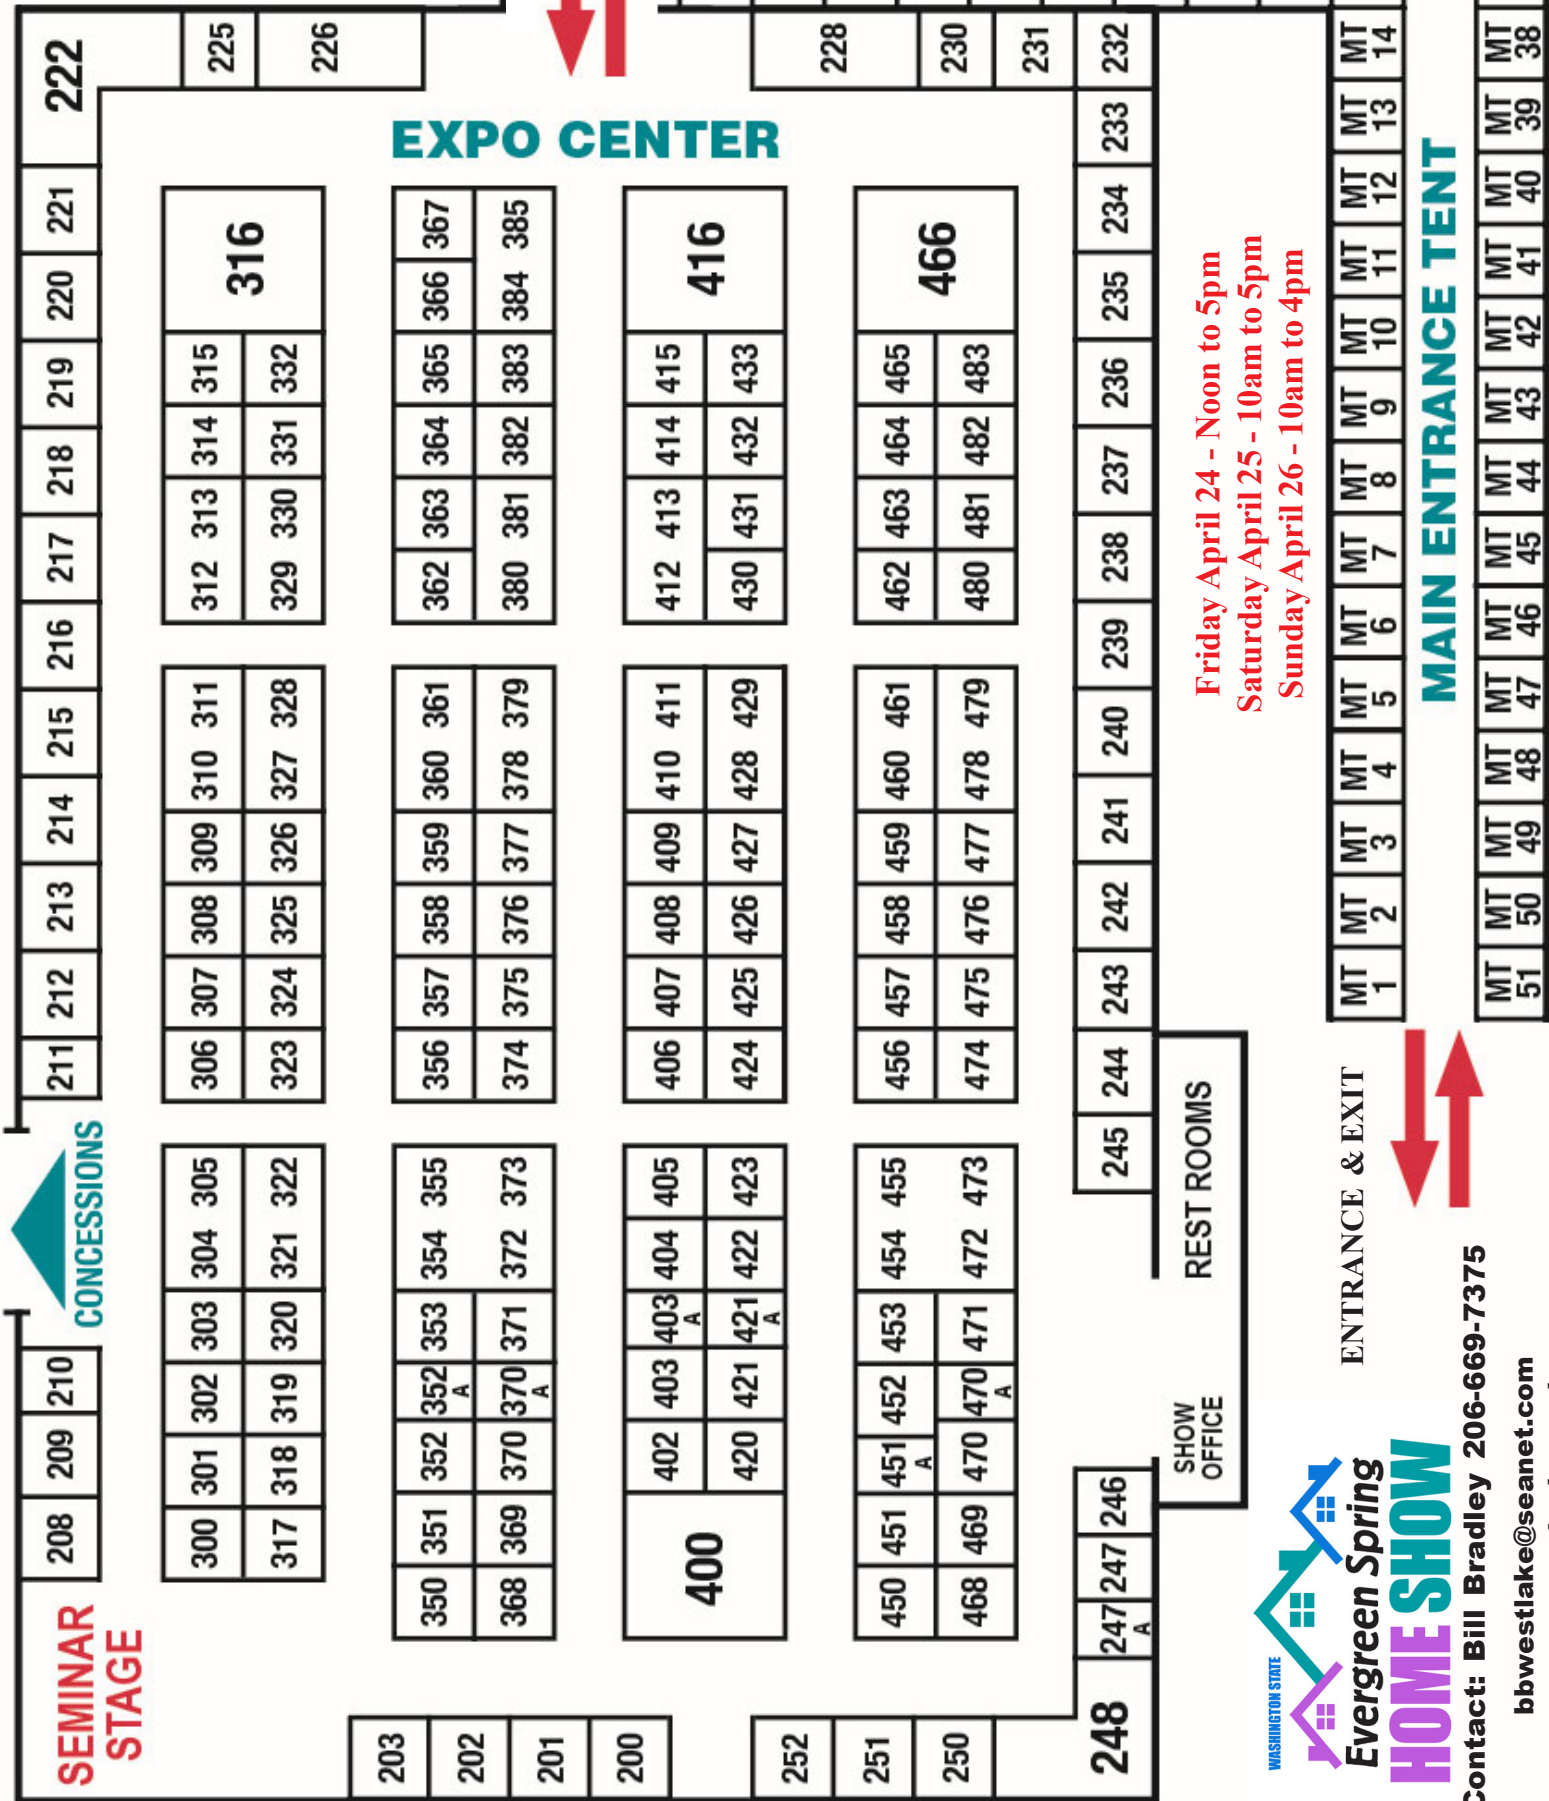 SEMINAR
STAGE
208 209 210
CONCESSIONS
211 212 213 214 215 216 217 218 219 220 221 222
225
226
300 301 302 303 304 305 306 307 308 309 310 311 312 313 314 315
317 318 319 320 321 322 323 324 325 326 327 328 329 330 331 332
316
203
202
201
200
EXPO CENTER
350 351 352 352 A 353 354 355 356 357 358 359 360 361 362 363 364 365 366 367
368 369 370 370 A 371 372 373 374 375 376 377 378 379 380 381 382 383 384 385
400
402 403 403 A 404 405 406 407 408 409 410 411 412 413 414 415
420 421 421 A 422 423 424 425 426 427 428 429 430 431 432 433
416
252
251
250
228
230
231
450 451 451 A 452 453 454 455 456 457 458 459 460 461 462 463 464 465
468 469 470 470 A 471 472 473 474 475 476 477 478 479 480 481 482 483
466
248 247 A 247 246 245 244 243 242 241 240 239 238 237 236 235 234 233 232
SHOW
OFFICE
REST ROOMS
Friday April 24 - Noon to 5pm
Saturday April 25 - 10am to 5pm
Sunday April 26 - 10am to 4pm
WASHINGTON STATE
Evergreen Spring
HOME SHOW
Contact: Bill Bradley 206-669-7375
bbwestlake@seanet.com
ENTRANCE & EXIT
MT 1 MT 2 MT 3 MT 4 MT 5 MT 6 MT 7 MT 8 MT 9 MT 10 MT 11 MT 12 MT 13 MT 14
MAIN ENTRANCE TENT
MT 51 MT 50 MT 49 MT 48 MT 47 MT 46 MT 45 MT 44 MT 43 MT 42 MT 41 MT 40 MT 39 MT 38